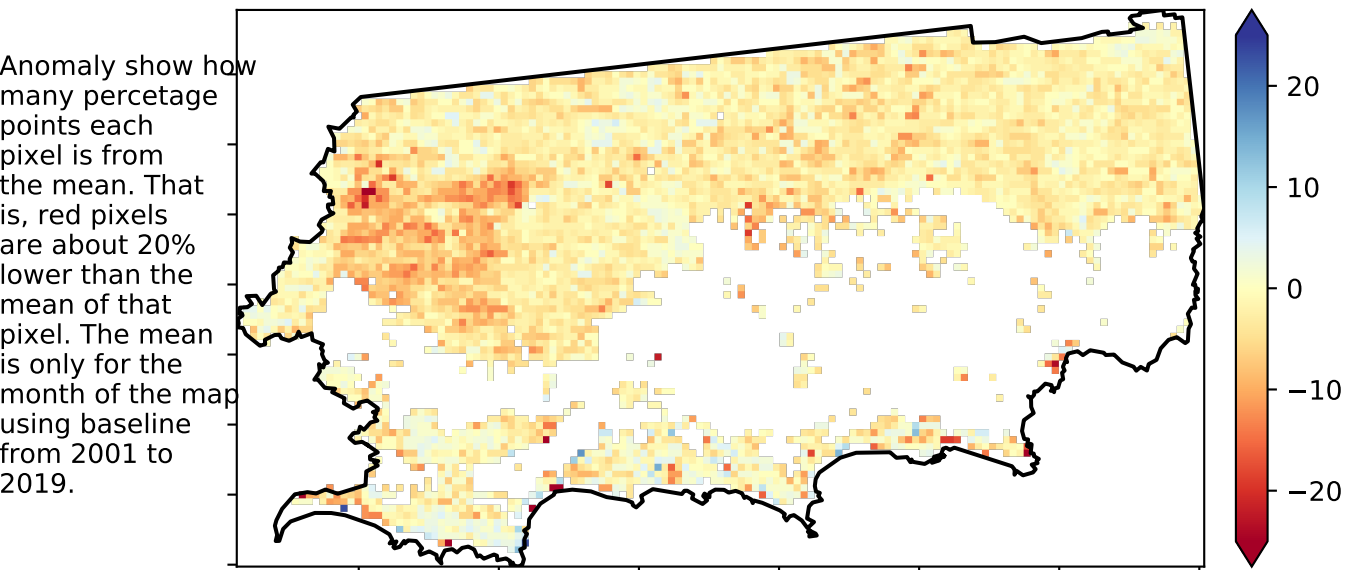 Anomaly show how
many percetage
points each
pixel is from
the mean. That
is, red pixels
are about 20%
lower than the
mean of that
pixel. The mean
is only for the
month of the map
using baseline
from 2001 to
2019.
20
10
0
−10
−20